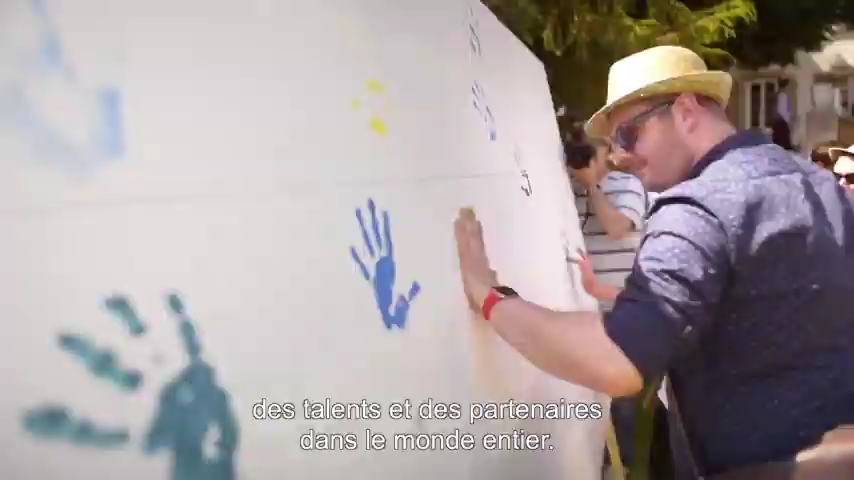 des talents et des partenaires
dans le monde entier.